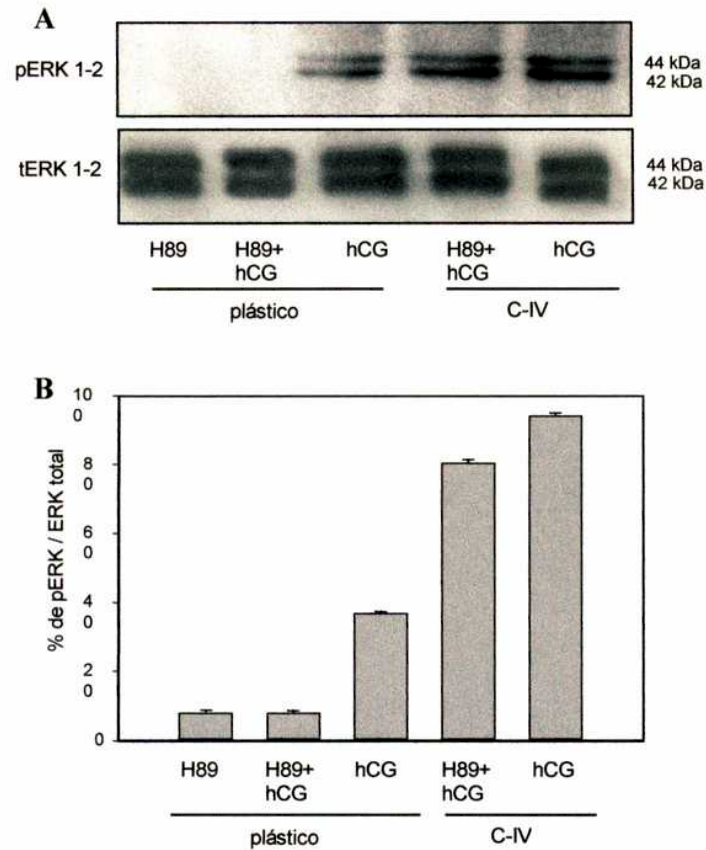 A
pERK 1-2
44 kDa
42 kDa
tERK 1-2
44 kDa
42 kDa
H89 H89+ hCG H89+ hCG
hCG hCG
plástico C-IV
B
% de pERK / ERK total
10
0
8
0
6
0
4
0
2
0
0
H89 H89+ hCG H89+ hCG
hCG hCG
plástico C-IV